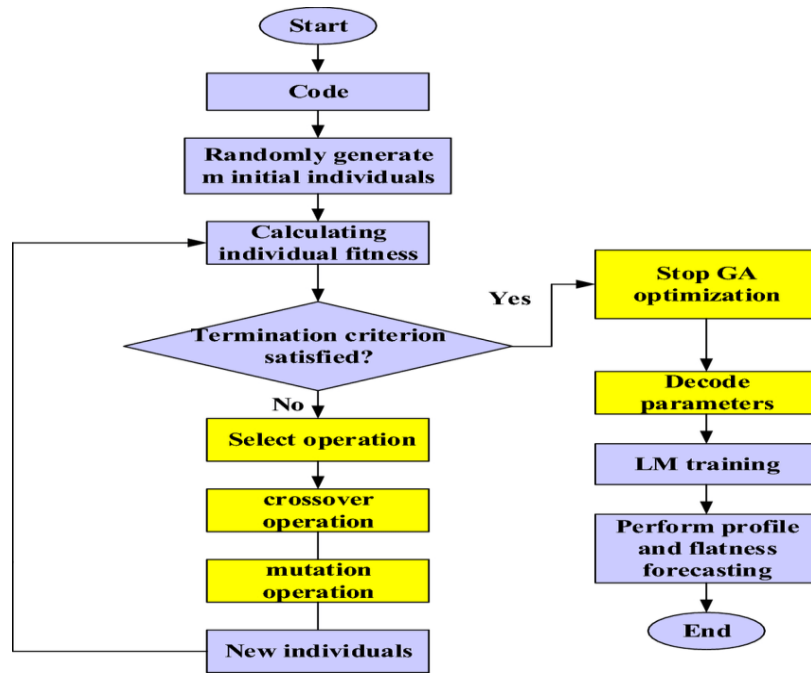 Start
Code
Randomly generate
m initial individuals
Calculating
individual fitness
Termination criterion
satisfied?
Yes
No
Select operation
crossover
operation
mutation
operation
New individuals
Stop GA
optimization
Decode
parameters
LM training
Perform profile
and flatness
forecasting
End